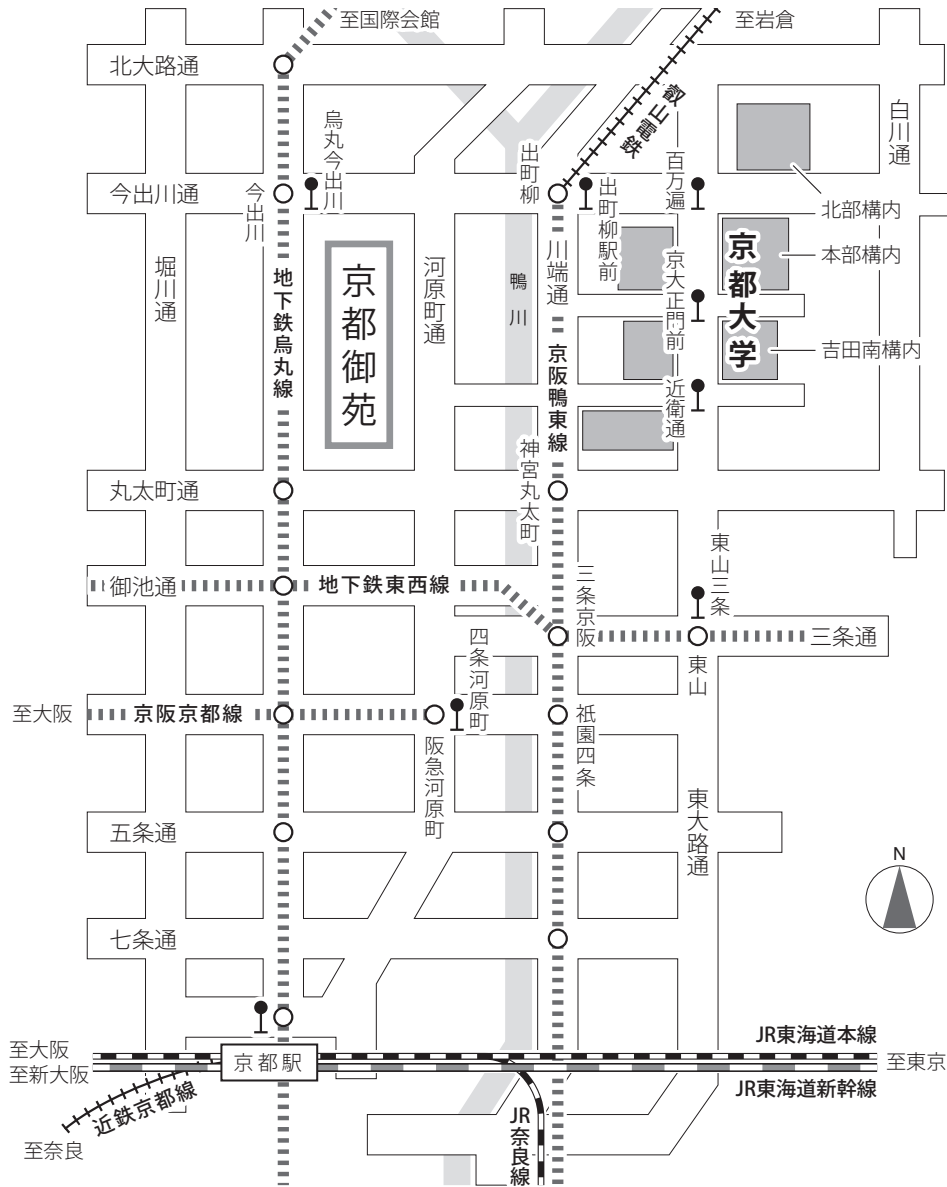 至国際会館
至岩倉
北大路通
叡山電鉄
白川通
烏丸今出川
出町柳
百万遍
今出川通
今出川
出町柳駅前
北部構内
堀川通
地下鉄烏丸線
京都御苑
河原町通
鴨川
川端通
京大正門前
京都大学
本部構内
京阪鴨東線
吉田南構内
近衛通
丸太町通
神宮丸太町
東山三条
御池通
地下鉄東西線
三条京阪
三条通
四条河原町
東山
至大阪
京阪京都線
阪急河原町
祇園四条
五条通
東大路通
N
七条通
JR東海道本線
至大阪
京都駅
至東京
至新大阪
JR東海道新幹線
近鉄京都線
至奈良
JR奈良線